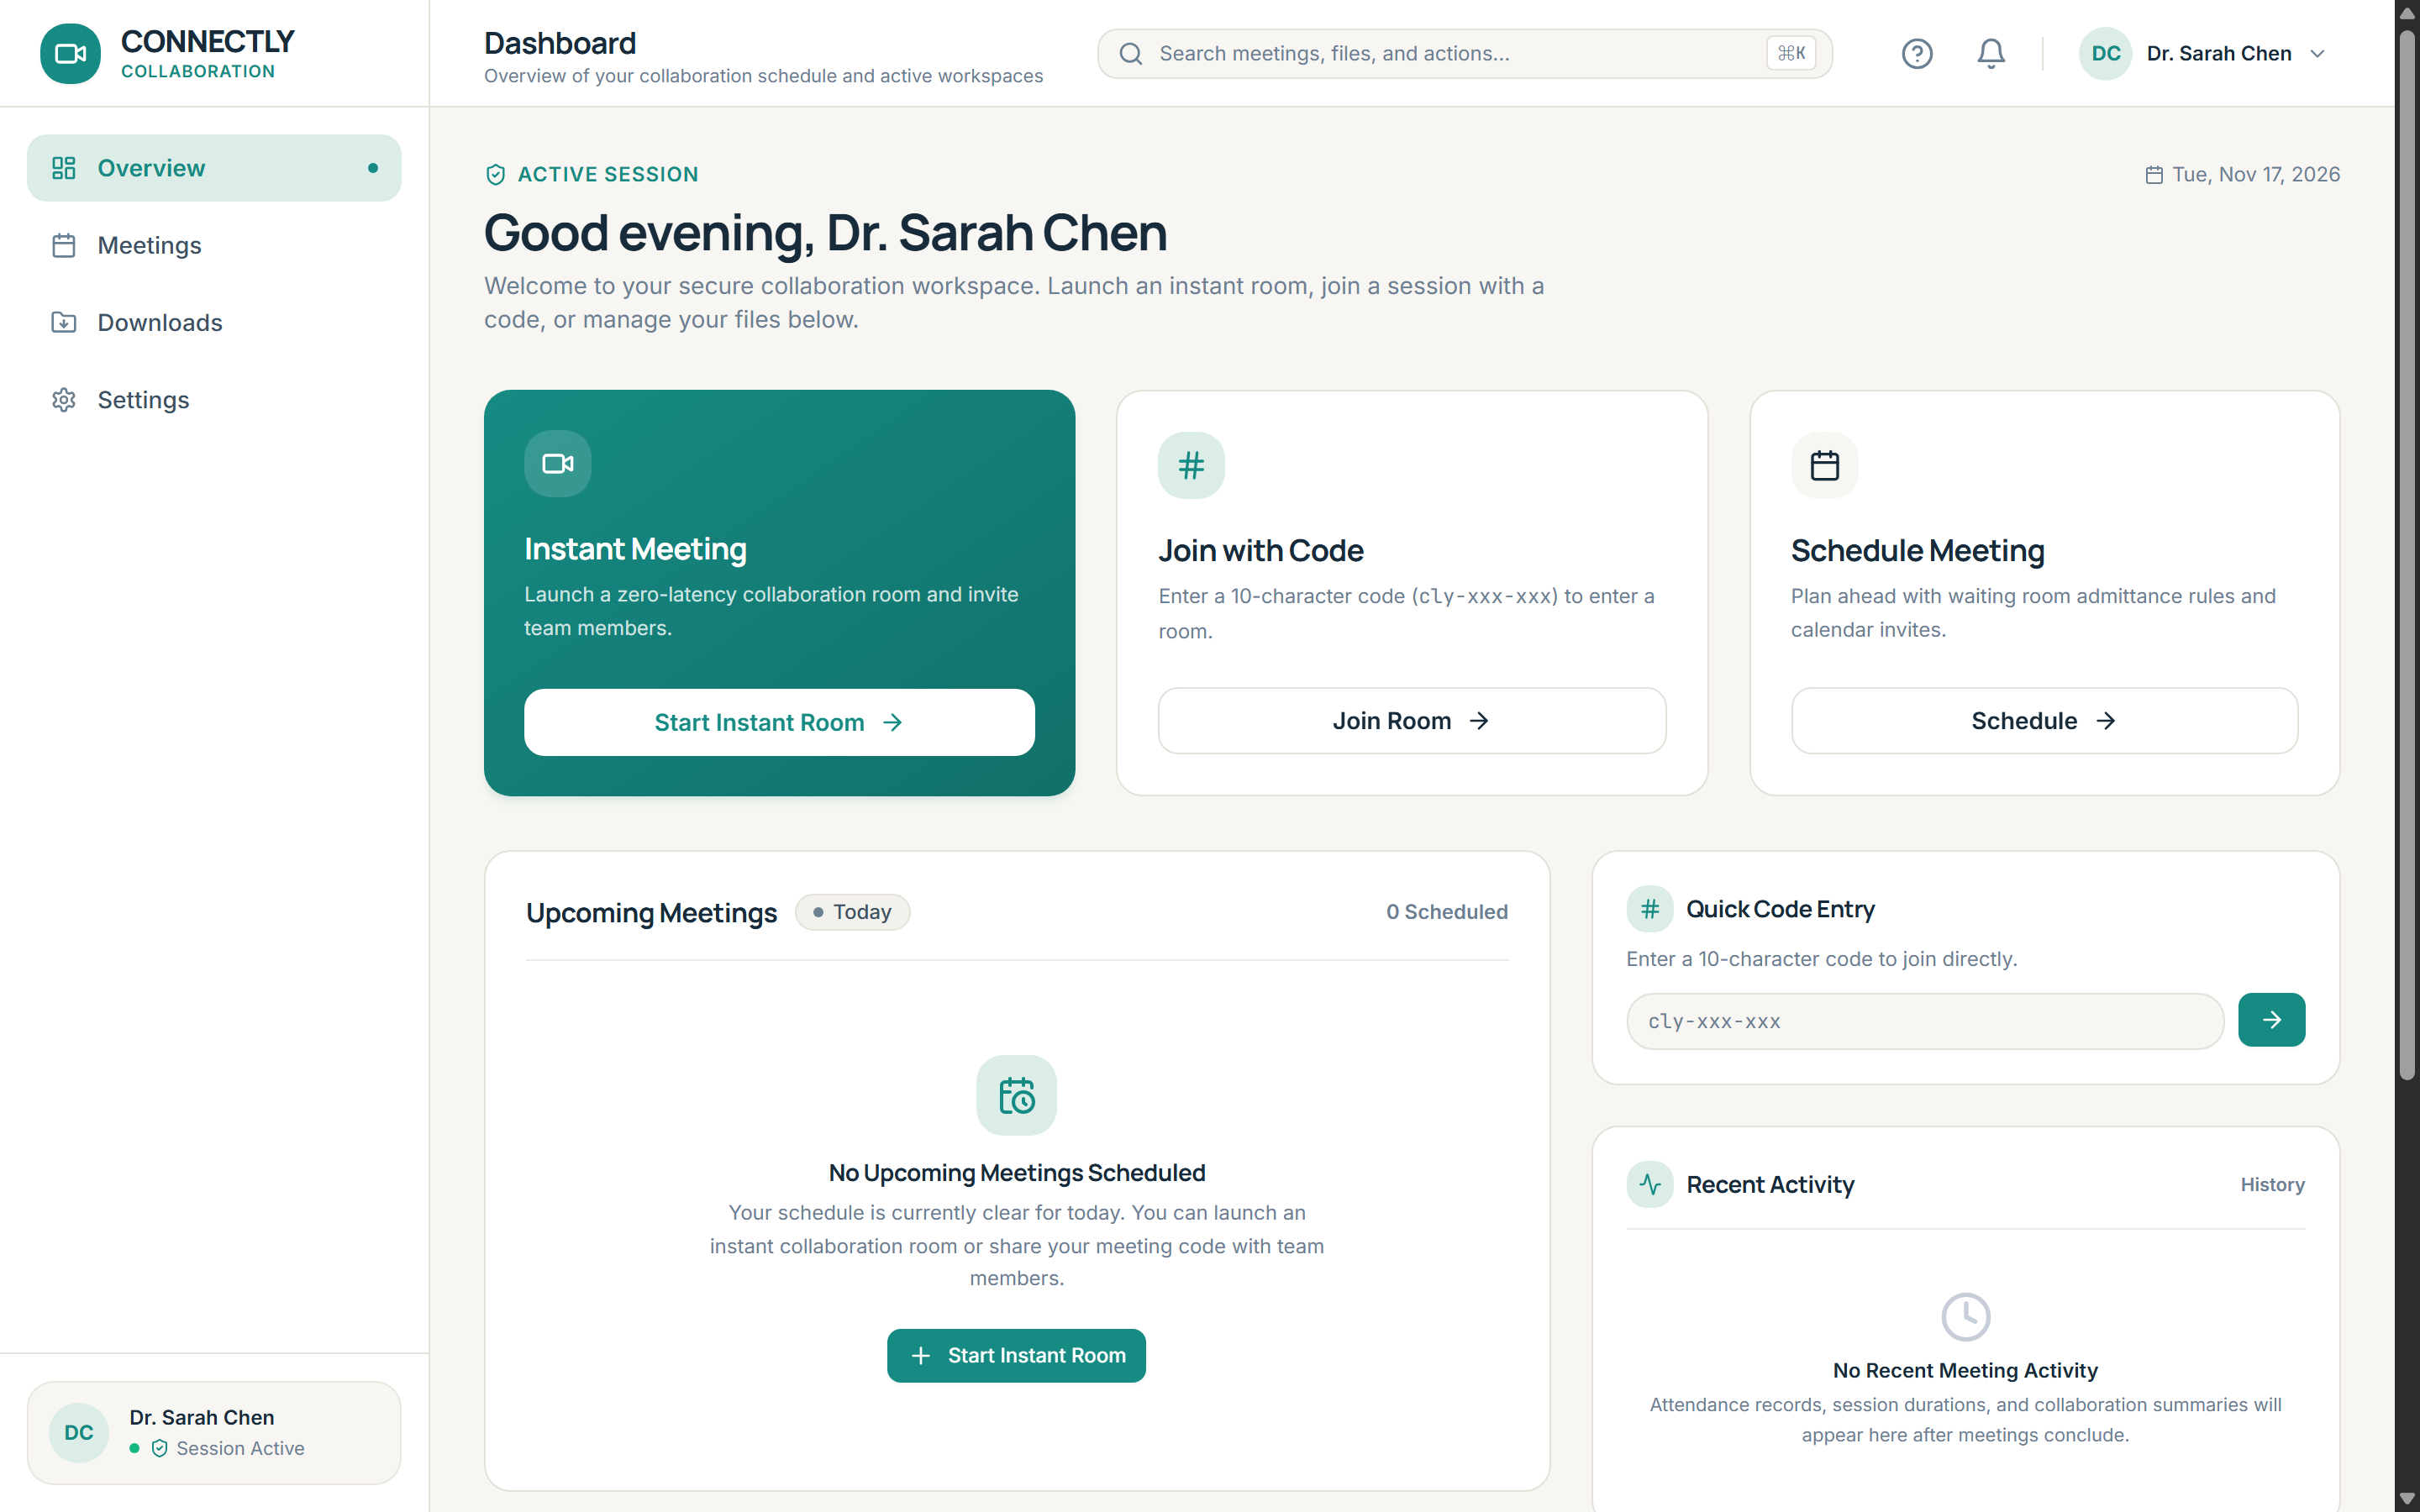 CONNECTLY
COLLABORATION
Overview
Meetings
Downloads
Settings
Dr. Sarah Chen
Session Active
DC
Dashboard
Overview of your collaboration schedule and active workspaces
Search meetings, files, and actions...
⌘K
DC
Dr. Sarah Chen
ACTIVE SESSION
Tue, Nov 17, 2026
Good evening, Dr. Sarah Chen
Welcome to your secure collaboration workspace. Launch an instant room, join a session with a
code, or manage your files below.
Instant Meeting
Launch a zero-latency collaboration room and invite
team members.
Start Instant Room
Join with Code
Enter a 10-character code (cly-xxx-xxx) to enter a
room.
Join Room
Schedule Meeting
Plan ahead with waiting room admittance rules and
calendar invites.
Schedule
Upcoming Meetings
Today
0 Scheduled
No Upcoming Meetings Scheduled
Your schedule is currently clear for today. You can launch an
instant collaboration room or share your meeting code with team
members.
Start Instant Room
Quick Code Entry
Enter a 10-character code to join directly.
cly-xxx-xxx
Recent Activity
History
No Recent Meeting Activity
Attendance records, session durations, and collaboration summaries will
appear here after meetings conclude.